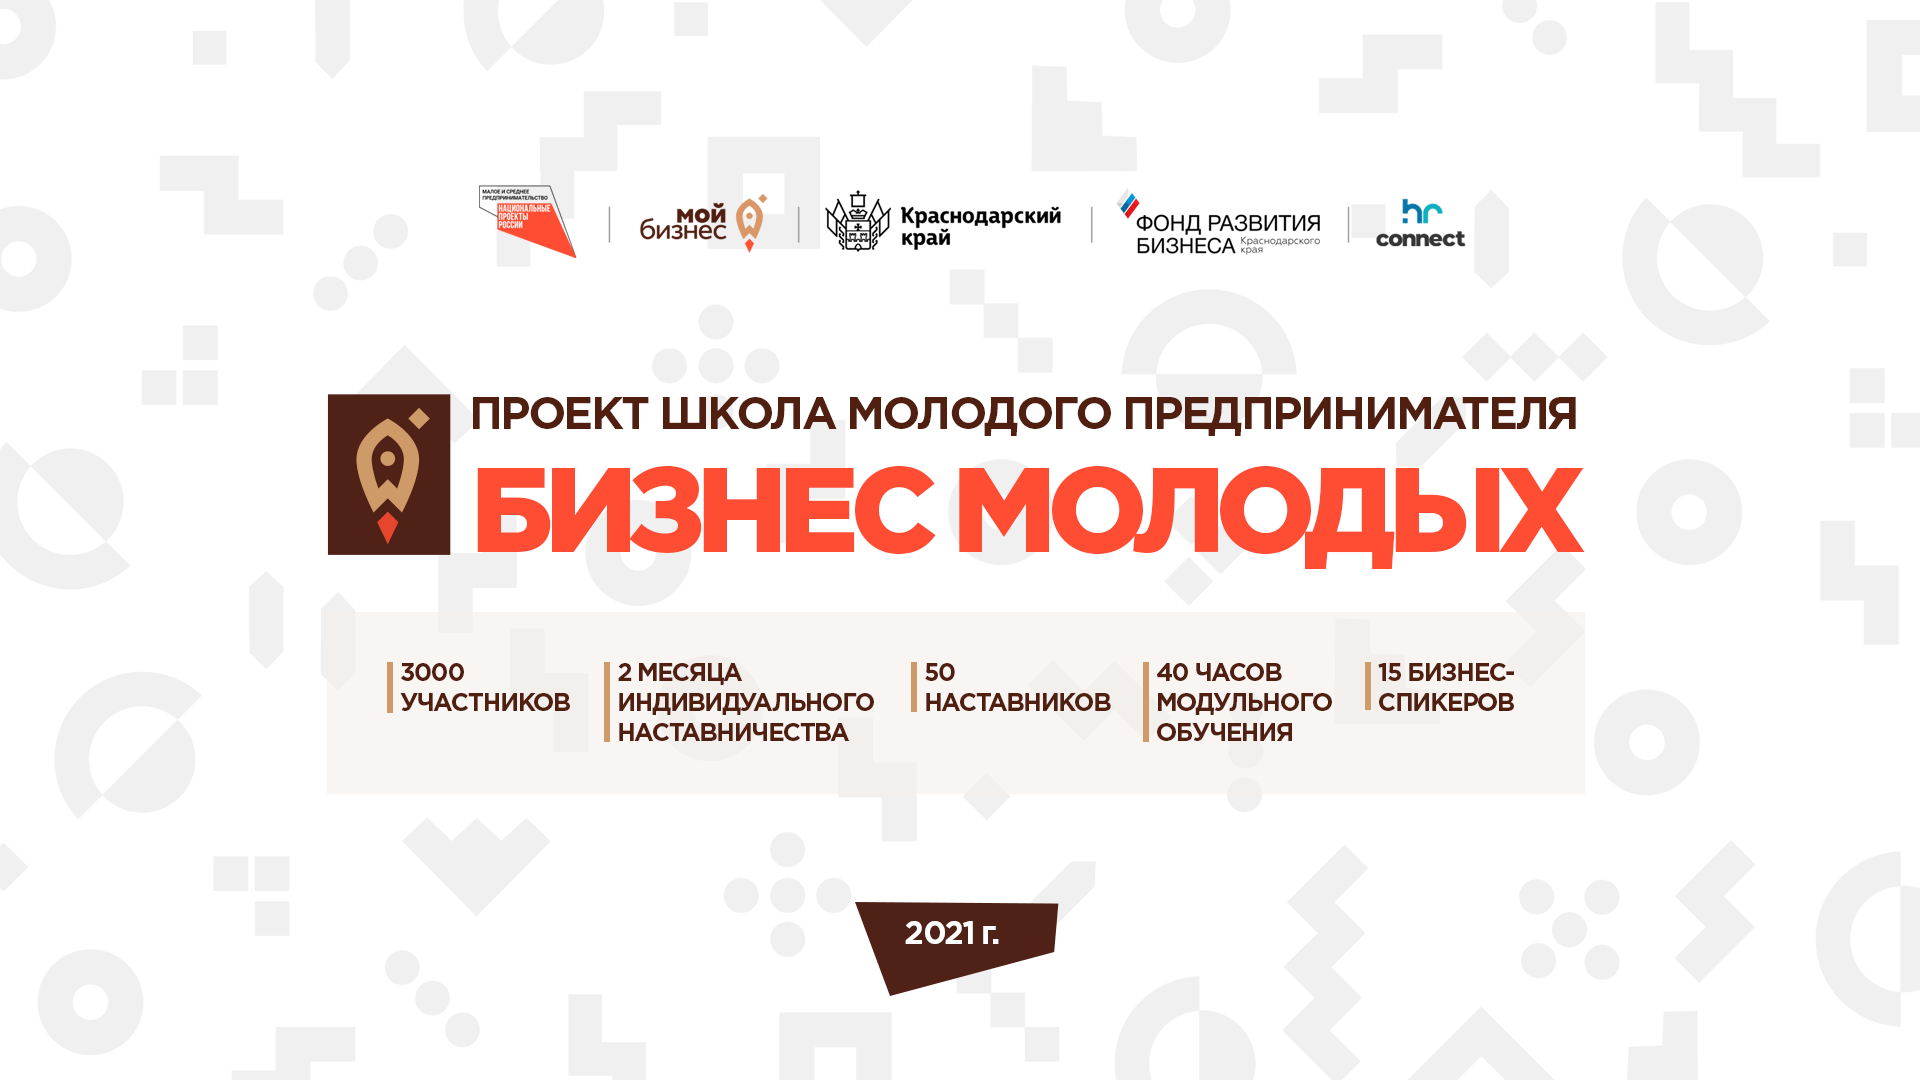 МАЛОЕ И СРЕДНЕЕ
ПРЕДПРИНИМАТЕЛЬСТВО
НАЦИОНАЛЬНЫЕ
ПРОЕКТЫ
РОССИИ
мой
бизнес
Краснодарский
край
ФОНД РАЗВИТИЯ
БИЗНЕСА Краснодарского
края
hr
connect
ПРОЕКТ ШКОЛА МОЛОДОГО ПРЕДПРИНИМАТЕЛЯ
БИЗНЕС МОЛОДЫХ
3000
УЧАСТНИКОВ
2 МЕСЯЦА
ИНДИВИДУАЛЬНОГО
НАСТАВНИЧЕСТВА
50
НАСТАВНИКОВ
40 ЧАСОВ
МОДУЛЬНОГО
ОБУЧЕНИЯ
15 БИЗНЕС-
СПИКЕРОВ
2021 г.